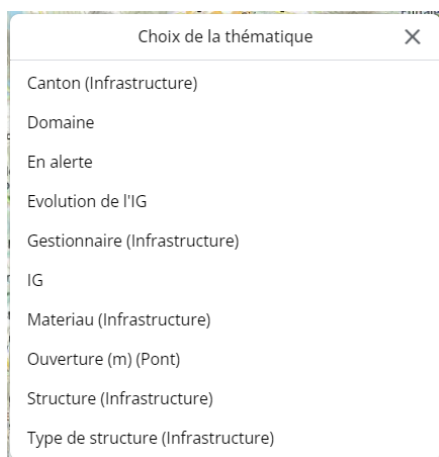 Choix de la thématique
Canton (Infrastructure)
Domaine
En alerte
Evolution de l'IG
Gestionnaire (Infrastructure)
IG
Materiau (Infrastructure)
Ouverture (m) (Pont)
Structure (Infrastructure)
Type de structure (Infrastructure)